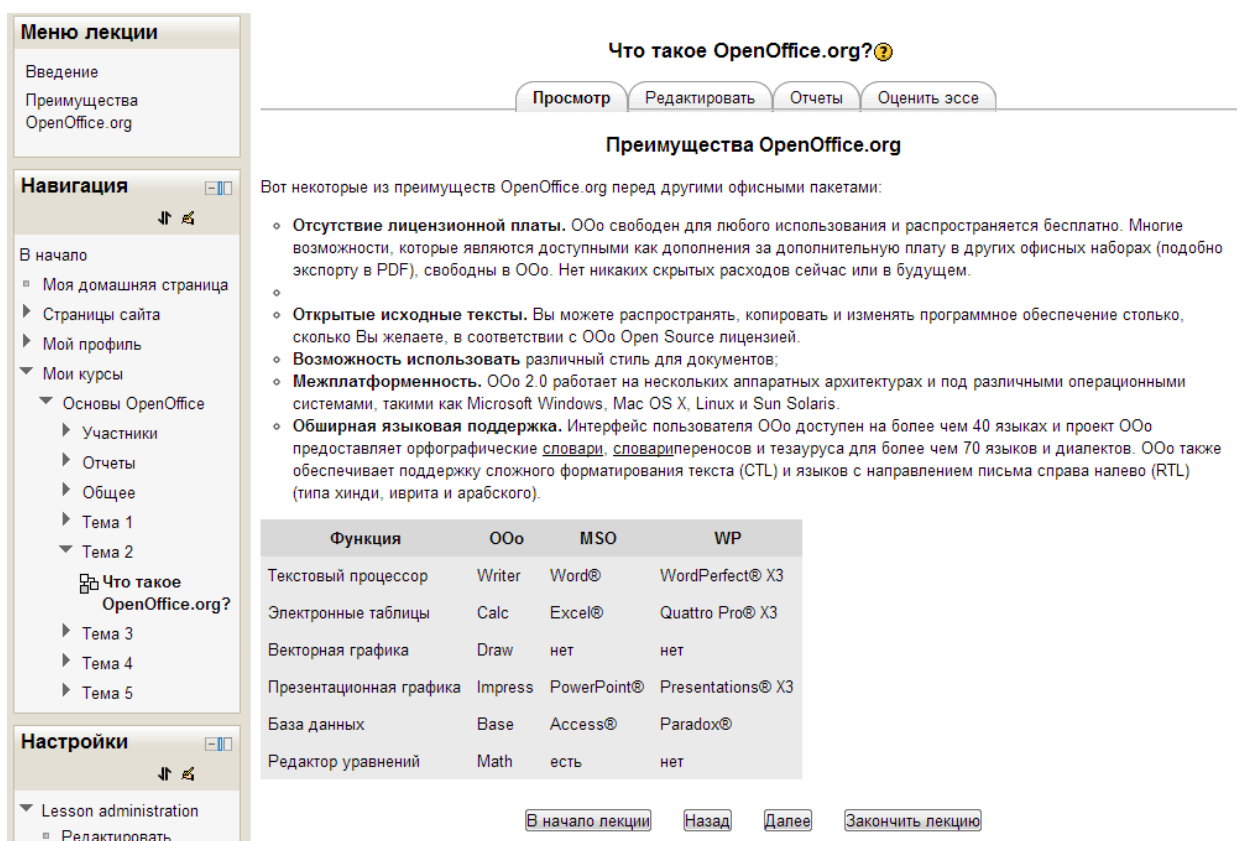 Меню лекции
Введение
Преимущества
OpenOffice.org
Навигация
В начало
Моя домашняя страница
Страницы сайта
Мой профиль
Мои курсы
Основы OpenOffice
Участники
Отчеты
Общее
Тема 1
Тема 2
Что такое
OpenOffice.org?
Тема 3
Тема 4
Тема 5
Настройки
Lesson administration
Редактировать
Что такое OpenOffice.org?
Просмотр Редактировать Отчеты Оценить эссе
Преимущества OpenOffice.org
Вот некоторые из преимуществ OpenOffice.org перед другими офисными пакетами:
Отсутствие лицензионной платы. ООо свободен для любого использования и распространяется бесплатно. Многие
возможности, которые являются доступными как дополнения за дополнительную плату в других офисных наборах (подобно
экспорту в PDF), свободны в ООо. Нет никаких скрытых расходов сейчас или в будущем.
Открытые исходные тексты. Вы можете распространять, копировать и изменять программное обеспечение столько,
сколько Вы желаете, в соответствии с ООо Open Source лицензией.
Возможность использовать различный стиль для документов;
Межплатформенность. ООо 2.0 работает на нескольких аппаратных архитектурах и под различными операционными
системами, такими как Microsoft Windows, Mac OS X, Linux и Sun Solaris.
Обширная языковая поддержка. Интерфейс пользователя ООо доступен на более чем 40 языках и проект ООо
предоставляет орфографические словари, словарипереносов и тезауруса для более чем 70 языков и диалектов. ООо также
обеспечивает поддержку сложного форматирования текста (CTL) и языков с направлением письма справа налево (RTL)
(типа хинди, иврита и арабского).
Функция OOo MSO WP
Текстовый процессор Writer Word® WordPerfect® X3
Электронные таблицы Calc Excel® Quattro Pro® X3
Векторная графика Draw нет нет
Презентационная графика Impress PowerPoint® Presentations® X3
База данных Base Access® Paradox®
Редактор уравнений Math есть нет
В начало лекции Назад Далее Закончить лекцию